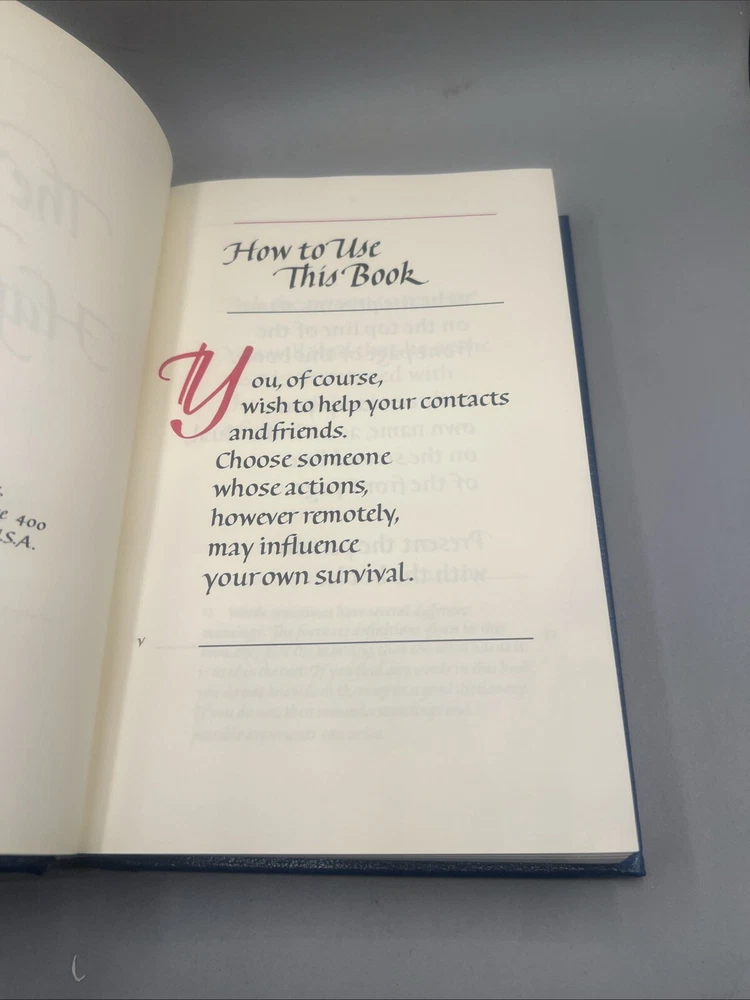 e 400
.S.A.
How to Use
This Book
You, of course,
wish to help your contacts
and friends.
Choose someone
whose actions,
however remotely,
may influence
your own survival.
v